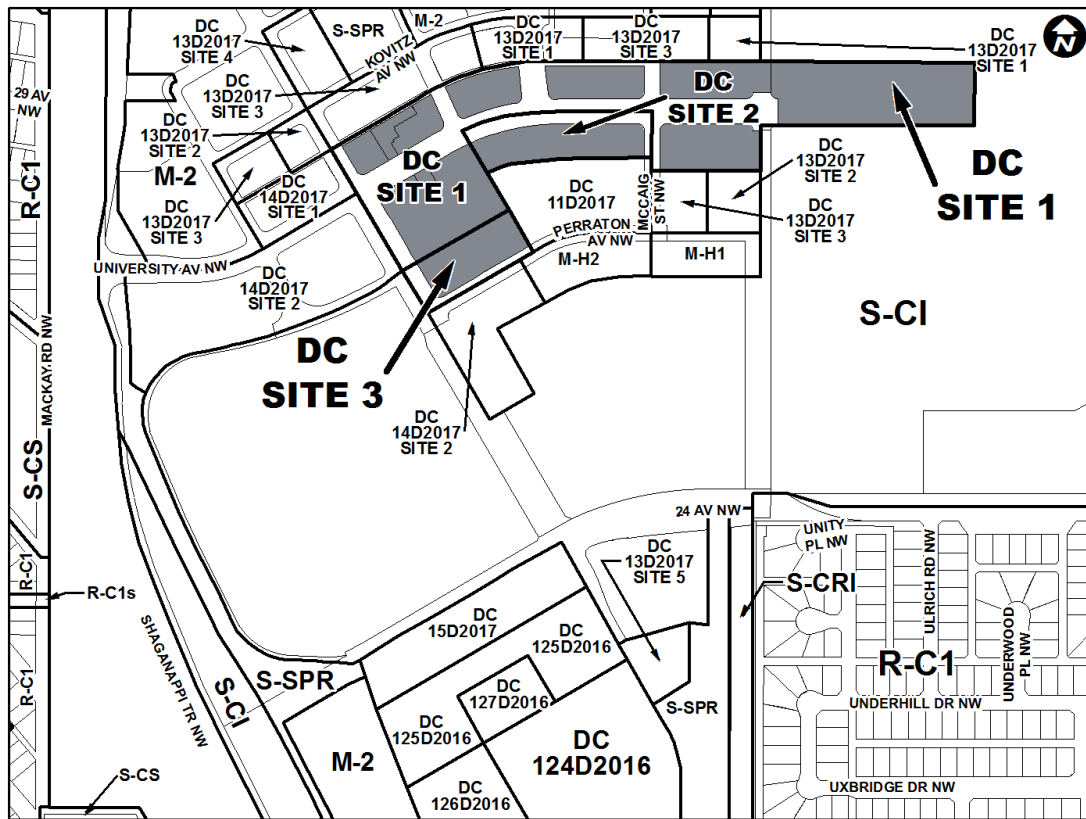 S-SPR
M-2
DC
13D2017
SITE 1
DC
13D2017
SITE 3
DC
13D2017
SITE 1
N
DC
13D2017
SITE 4
KOVITZ
AV NW
29 AV
NW
DC
13D2017
SITE 3
DC
13D2017
SITE 2
DC
SITE 2
M-2
R-C1
DC
13D2017
SITE 3
DC
14D2017
SITE 1
DC
SITE 1
DC
11D2017
MCCAIG
ST NW
DC
13D2017
SITE 2
DC
13D2017
SITE 3
DC
SITE 1
PERRATON
AV NW
M-H2
M-H1
UNIVERSITY AV NW
DC
14D2017
SITE 2
S-CI
DC
SITE 3
MACKAY RD NW
S-CS
DC
14D2017
SITE 2
24 AV NW
UNITY
PL NW
ULRICH RD NW
DC
13D2017
SITE 5
S-CRI
R-C1
R-C1s
UNDERWOOD
PL NW
SHAGANAPPI TR NW
DC
15D2017
DC
125D2016
R-C1
R-C1
S-CI
S-SPR
DC
127D2016
S-SPR
UNDERHILL DR NW
DC
125D2016
M-2
DC
124D2016
DC
126D2016
S-CS
UXBRIDGE DR NW